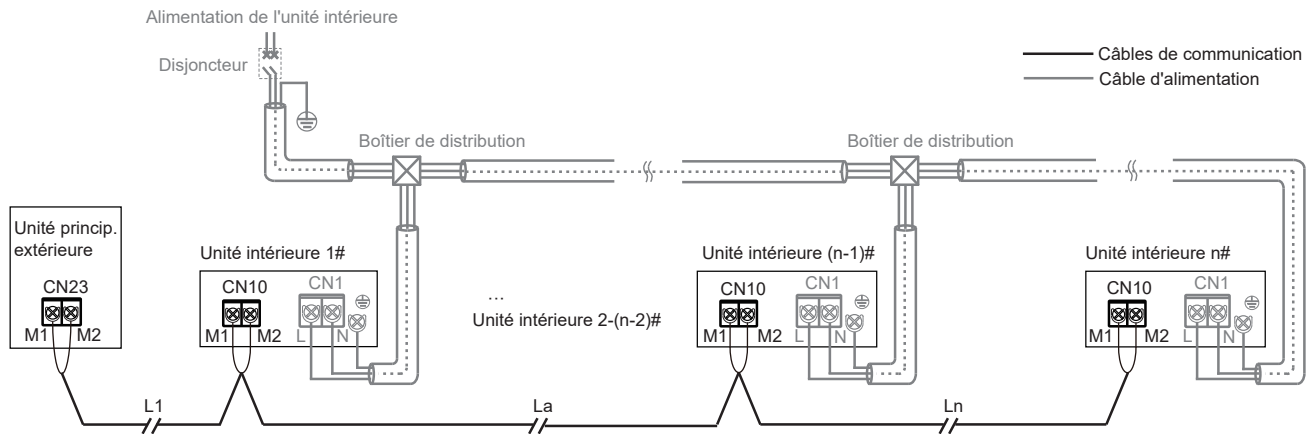 Alimentation de l'unité intérieure
Disjoncteur
Câbles de communication
Câble d'alimentation
Boîtier de distribution
Boîtier de distribution
Unité princip.
extérieure
CN23
M1 M2
Unité intérieure 1#
CN10 CN1
M1 M2 L N
...
Unité intérieure 2-(n-2)#
Unité intérieure (n-1)#
CN10 CN1
M1 M2 L N
Unité intérieure n#
CN10 CN1
M1 M2 L N
L1 La Ln